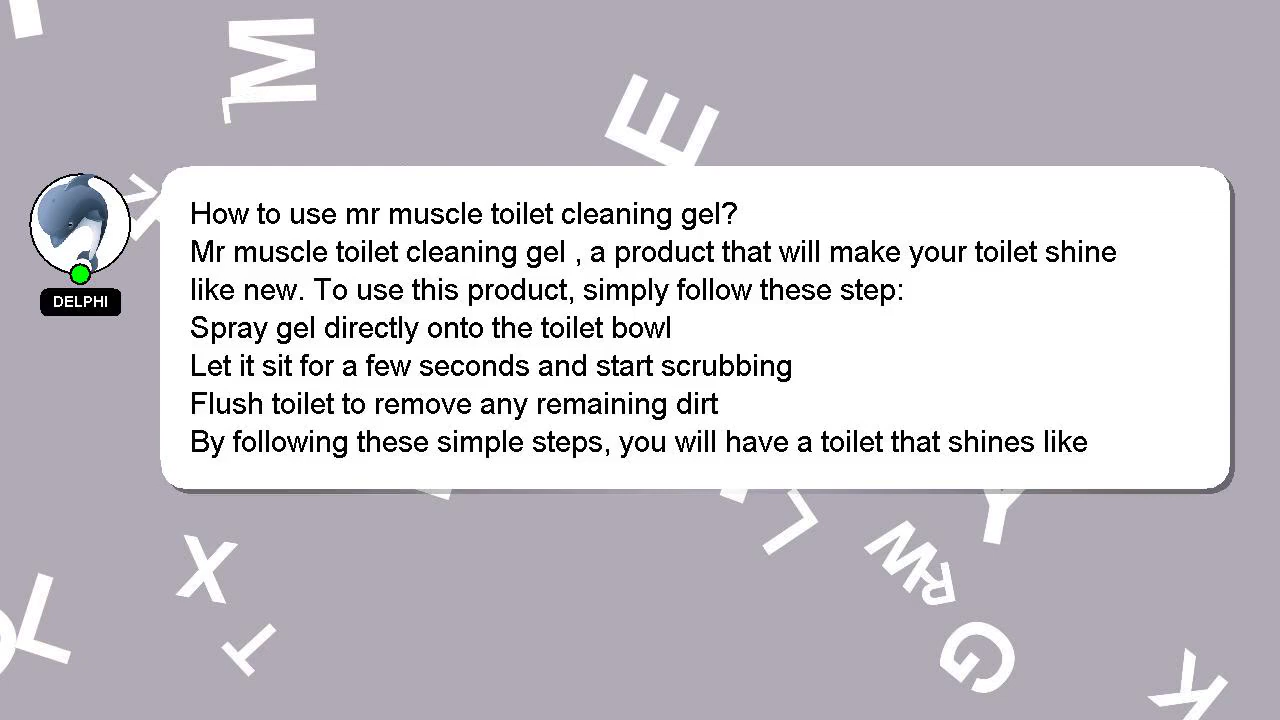 M
E
DELPHI
How to use mr muscle toilet cleaning gel?
Mr muscle toilet cleaning gel , a product that will make your toilet shine
like new. To use this product, simply follow these step:
Spray gel directly onto the toilet bowl
Let it sit for a few seconds and start scrubbing
Flush toilet to remove any remaining dirt
By following these simple steps, you will have a toilet that shines like
L
Y
W
R
X
T
G
K